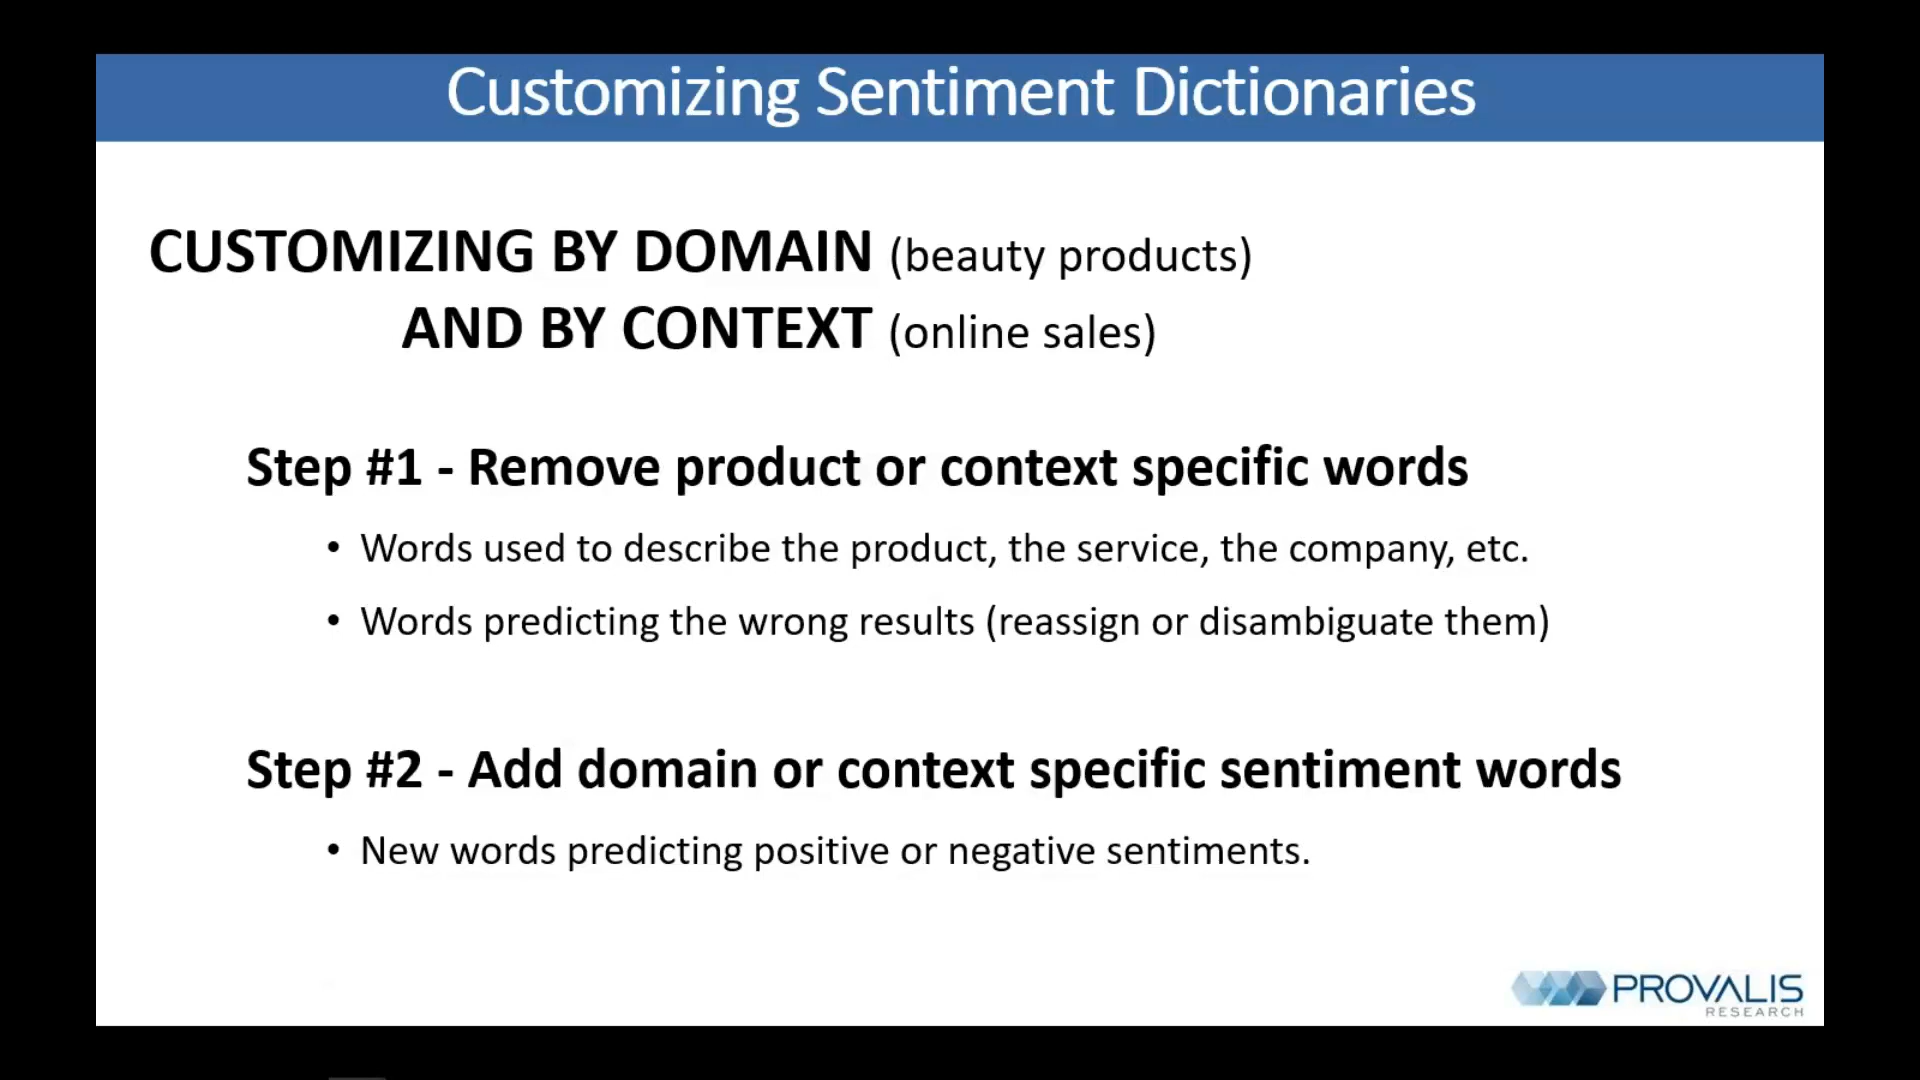 Customizing Sentiment Dictionaries
CUSTOMIZING BY DOMAIN (beauty products)
AND BY CONTEXT (online sales)
Step #1 - Remove product or context specific words
• Words used to describe the product, the service, the company, etc.
• Words predicting the wrong results (reassign or disambiguate them)
Step #2 - Add domain or context specific sentiment words
• New words predicting positive or negative sentiments.
PROVALIS
RESEARCH